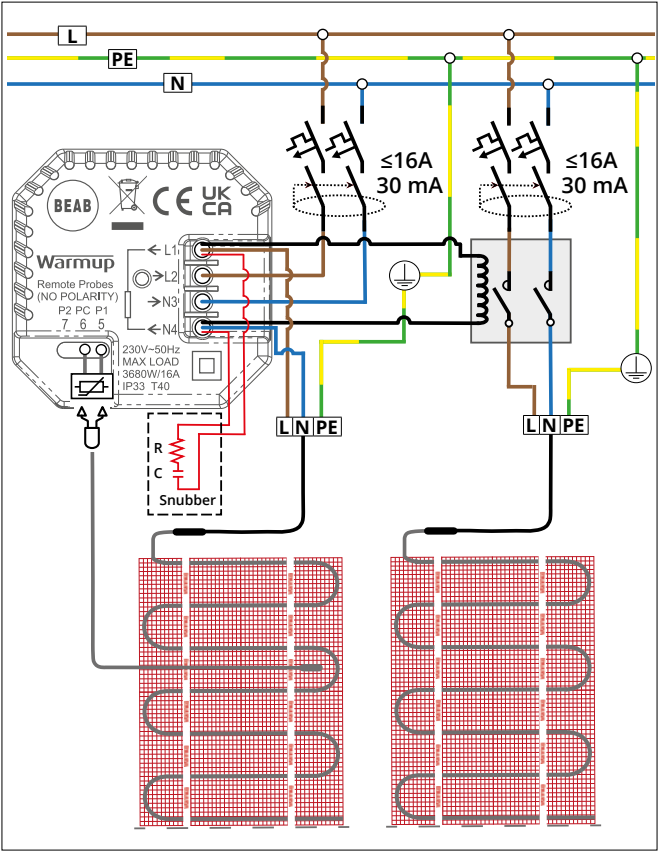 L
PE
N
≤16A
30 mA
≤16A
30 mA
BEAB
CE
UK
CA
Warmup
Remote Probes
(NO POLARITY)
P2 PC P1
7 6 5
L1
L2
N3
N4
230V~50Hz
MAX LOAD
3680W/16A
IP33 T40
L N PE
L N PE
R
C
Snubber